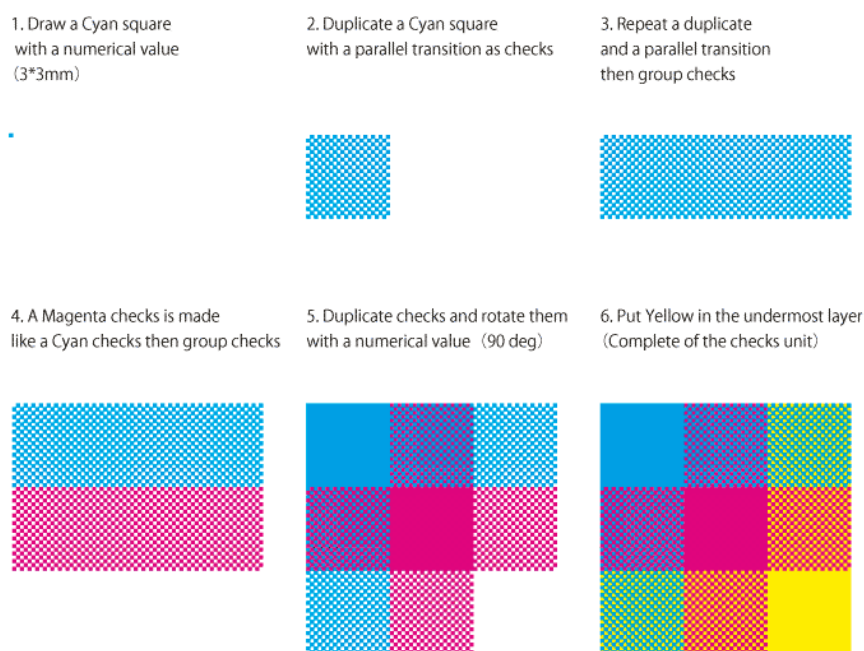 1. Draw a Cyan square
with a numerical value
（3*3mm）
2. Duplicate a Cyan square
with a parallel transition as checks
3. Repeat a duplicate
and a parallel transition
then group checks
4. A Magenta checks is made
like a Cyan checks then group checks
5. Duplicate checks and rotate them
with a numerical value（90 deg）
6. Put Yellow in the undermost layer
（Complete of the checks unit）